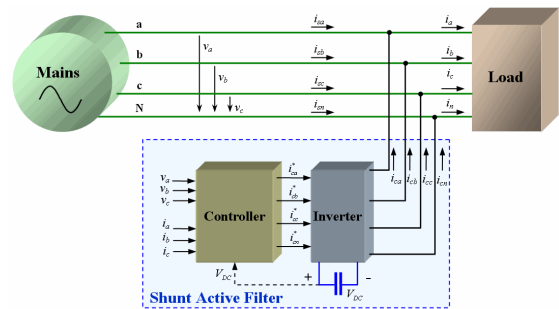 a i_sa i_a
b i_sb i_b
c i_sc i_c
N i_sn i_n
Mains
v_a
v_b
v_c
Load
i_ca i_cb i_cc i_cn
v_a
v_b
v_c
i_a
i_b
i_c
Controller
i*_ca
i*_cb
i*_cc
i*_cn
Inverter
V_DC
+ −
V_DC
Shunt Active Filter